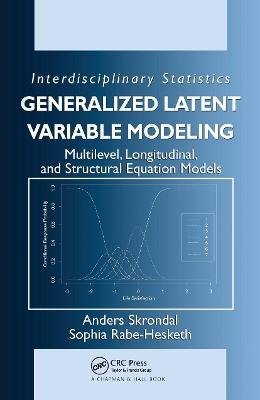 Interdisciplinary Statistics
GENERALIZED LATENT
VARIABLE MODELING
Multilevel, Longitudinal,
and Structural Equation Models
Conditional Response Probability
Life Satisfaction
Anders Skrondal
Sophia Rabe-Hesketh
CRC Press
Taylor & Francis Group
A CHAPMAN & HALL BOOK